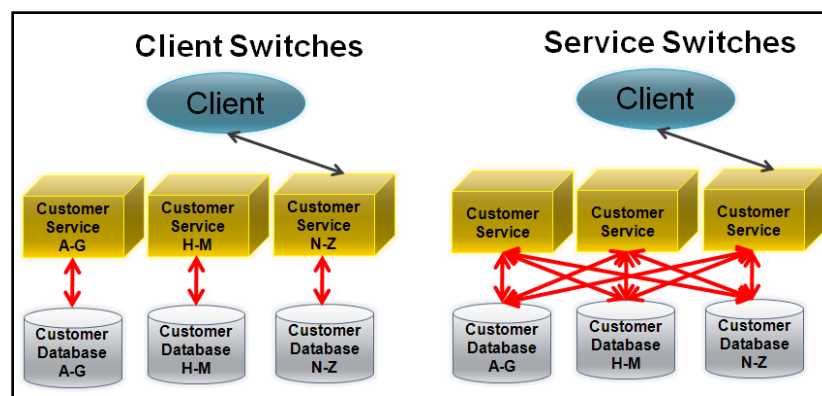 Client Switches
Client
Customer
Service
A-G
Customer
Service
H-M
Customer
Service
N-Z
Customer
Database
A-G
Customer
Database
H-M
Customer
Database
N-Z
Service Switches
Client
Customer
Service
Customer
Service
Customer
Service
Customer
Database
A-G
Customer
Database
H-M
Customer
Database
N-Z